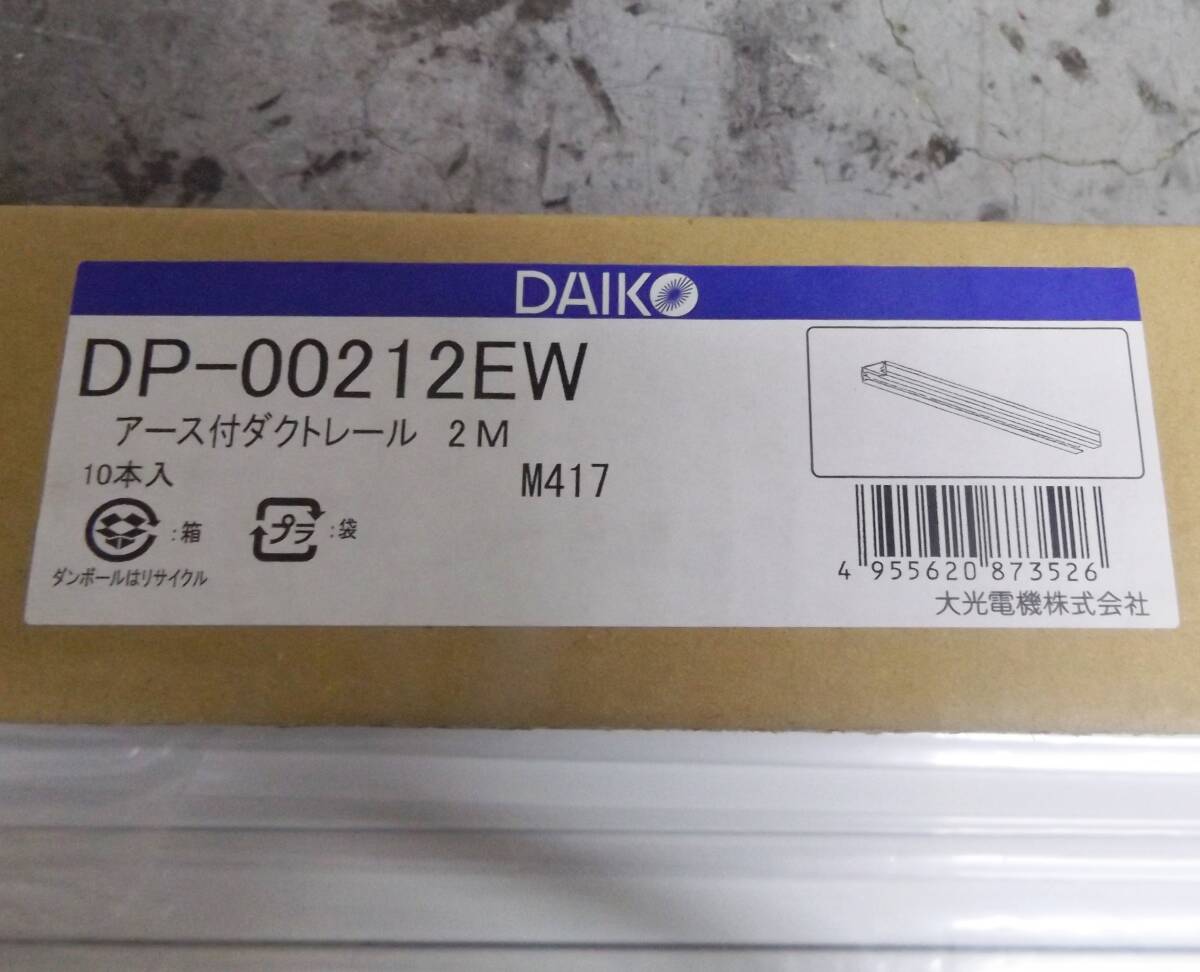 DAIKO
DP-00212EW
アース付ダクトレール 2M
10本入
M417
:箱
プラ
:袋
ダンボールはリサイクル
4 955620 873526
大光電機株式会社